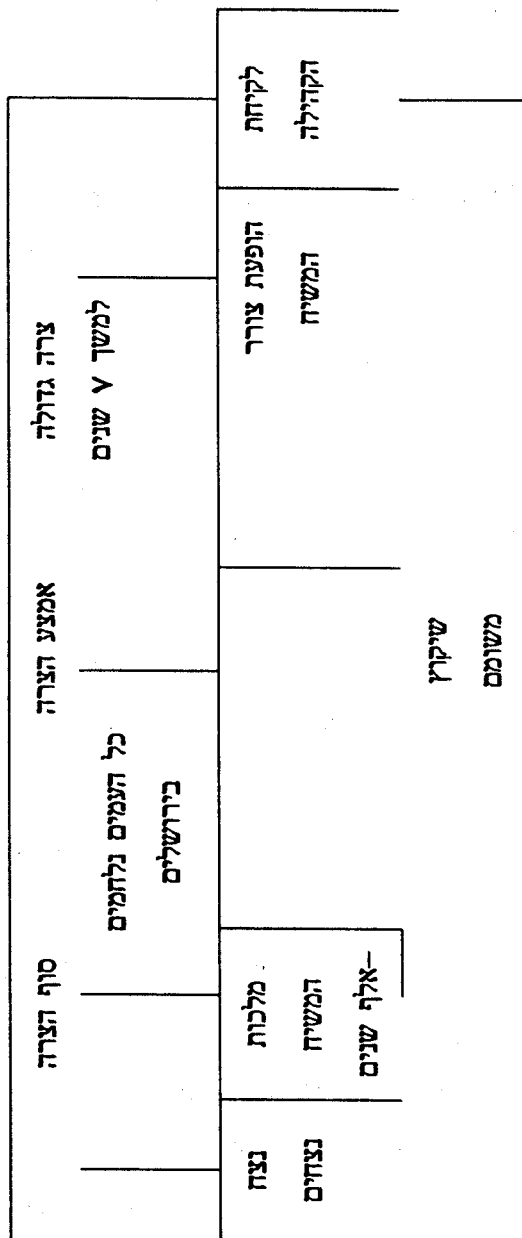 לקיחת
הקהילה
הופעת צורר
המשיח
צרה גדולה
למשך 7 שנים
אמצע הצרה
שיקוץ
משומם
כל העמים נלחמים
בירושלים
סוף הצרה
מלכות
המשיח
–אלף שנים
נצח
נצחים